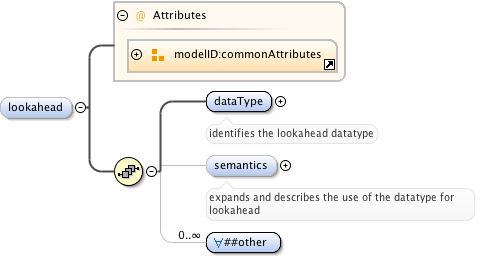 @ Attributes
modelID:commonAttributes
lookahead
dataType
identifies the lookahead datatype
semantics
expands and describes the use of the datatype for
lookahead
0..∞
∀##other